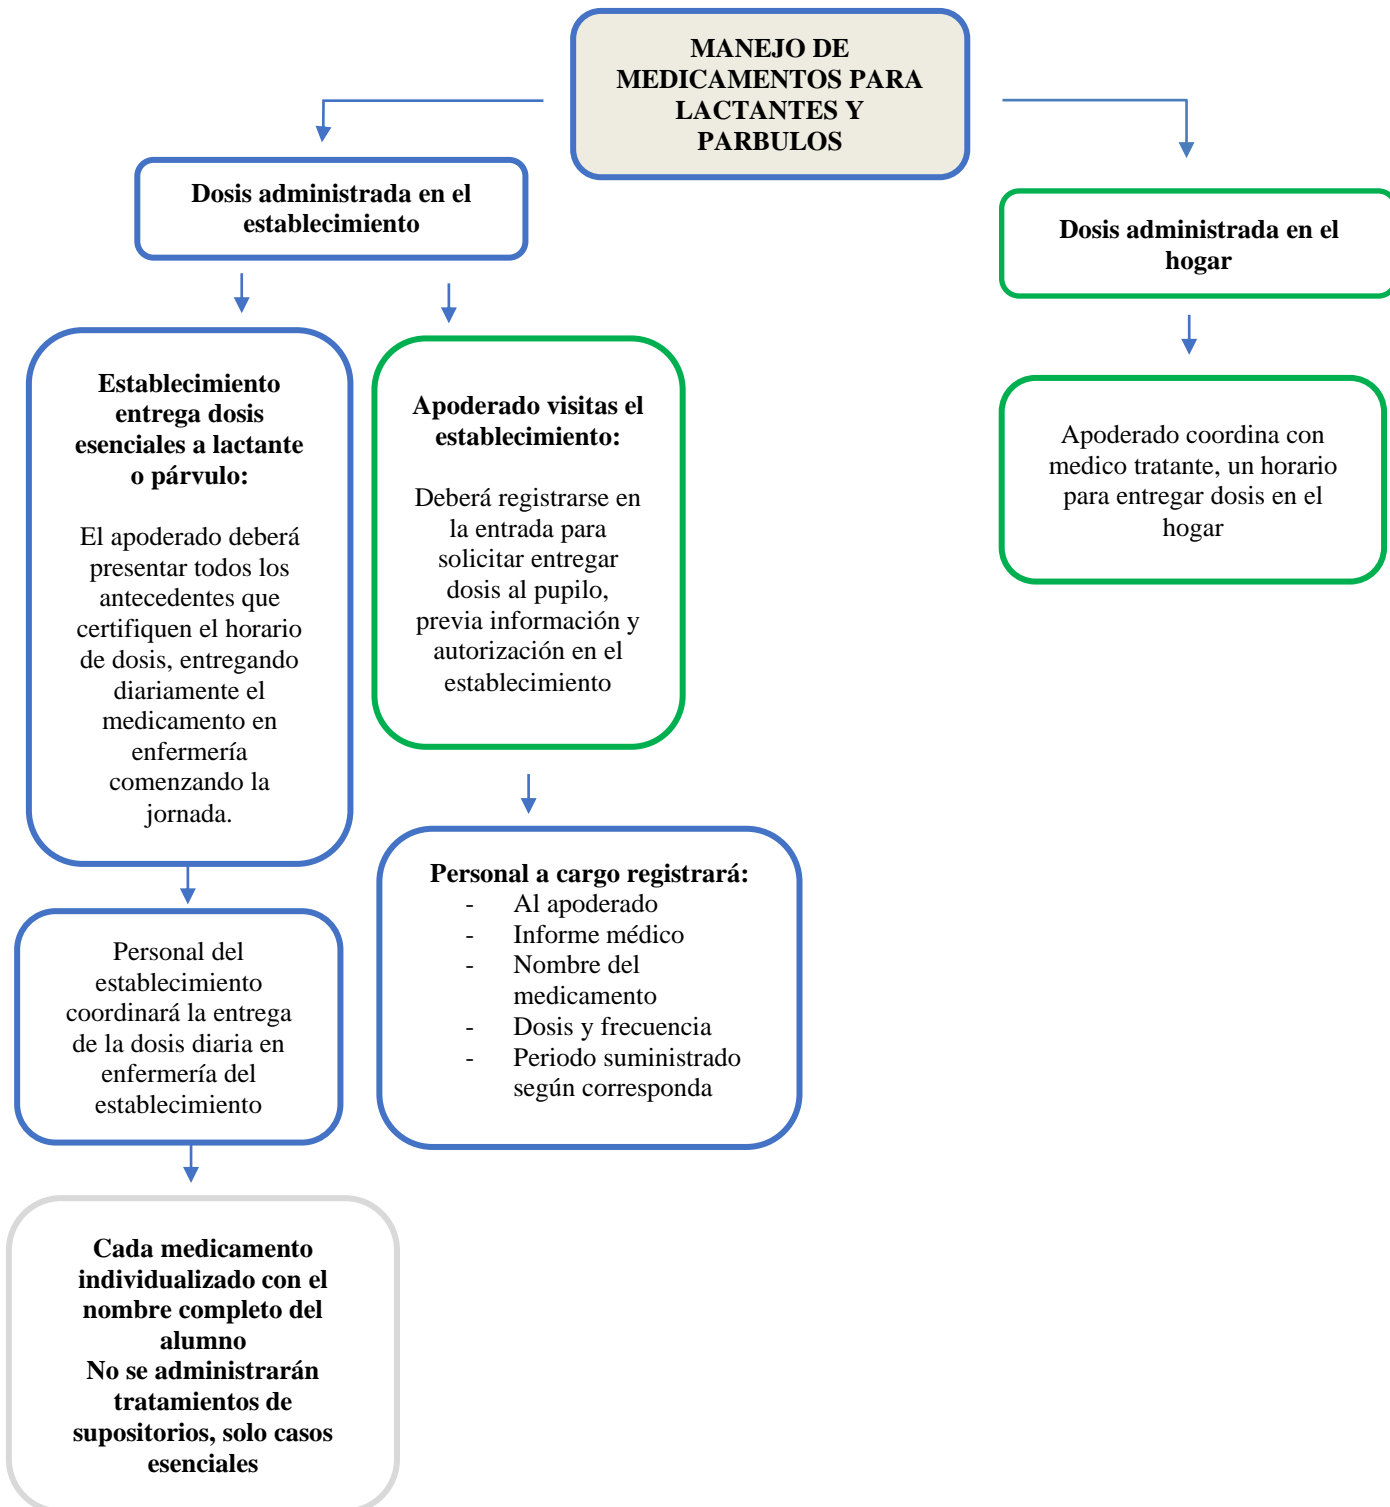 MANEJO DE
MEDICAMENTOS PARA
LACTANTES Y
PARBULOS
Dosis administrada en el
establecimiento
Dosis administrada en el
hogar
Establecimiento
entrega dosis
esenciales a lactante
o párvulo:
El apoderado deberá
presentar todos los
antecedentes que
certifiquen el horario
de dosis, entregando
diariamente el
medicamento en
enfermería
comenzando la
jornada.
Apoderado visitas el
establecimiento:
Deberá registrarse en
la entrada para
solicitar entregar
dosis al pupilo,
previa información y
autorización en el
establecimiento
Apoderado coordina con
medico tratante, un horario
para entregar dosis en el
hogar
Personal a cargo registrará:
- Al apoderado
- Informe médico
- Nombre del
medicamento
- Dosis y frecuencia
- Periodo suministrado
según corresponda
Personal del
establecimiento
coordinará la entrega
de la dosis diaria en
enfermería del
establecimiento
Cada medicamento
individualizado con el
nombre completo del
alumno
No se administrarán
tratamientos de
supositorios, solo casos
esenciales